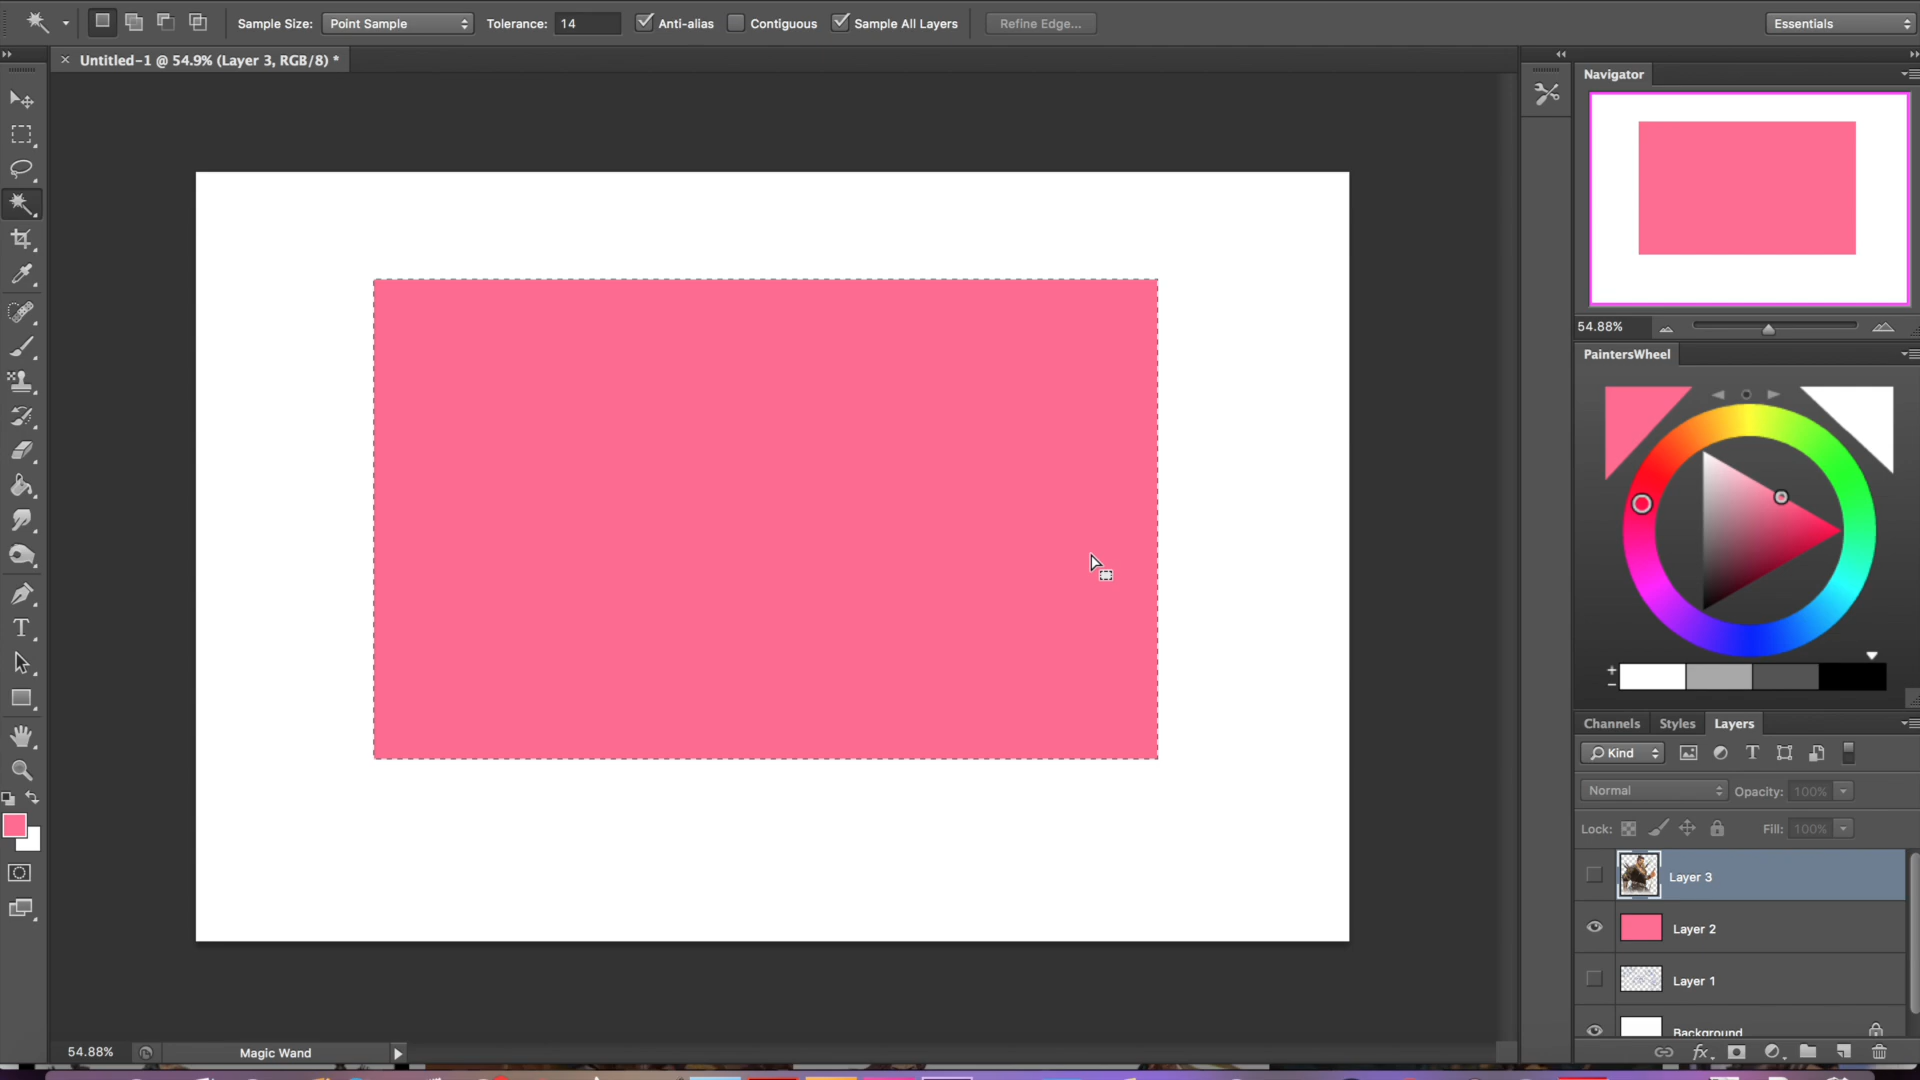 Sample Size: Point Sample Tolerance: 14 Anti-alias Contiguous Sample All Layers Refine Edge... Essentials
Untitled-1 @ 54.9% (Layer 3, RGB/8) *
Navigator
54.88%
PaintersWheel
Channels Styles Layers
Kind
Normal Opacity: 100%
Lock: Fill: 100%
Layer 3
Layer 2
Layer 1
Background
fx
54.88% Magic Wand